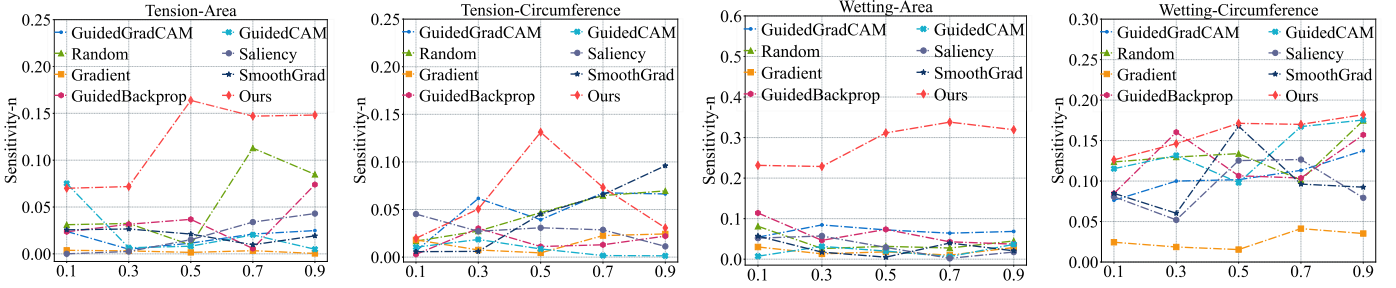 Tension-Area
Sensitivity-n
0.25
0.20
0.15
0.10
0.05
0.00
GuidedGradCAM GuidedCAM
Random Saliency
Gradient SmoothGrad
GuidedBackprop Ours
0.1 0.3 0.5 0.7 0.9
Tension-Circumference
Sensitivity-n
0.25
0.20
0.15
0.10
0.05
0.00
GuidedGradCAM GuidedCAM
Random Saliency
Gradient SmoothGrad
GuidedBackprop Ours
0.1 0.3 0.5 0.7 0.9
Wetting-Area
Sensitivity-n
0.6
0.5
0.4
0.3
0.2
0.1
0.0
GuidedGradCAM GuidedCAM
Random Saliency
Gradient SmoothGrad
GuidedBackprop Ours
0.1 0.3 0.5 0.7 0.9
Wetting-Circumference
Sensitivity-n
0.30
0.25
0.20
0.15
0.10
0.05
0.00
GuidedGradCAM GuidedCAM
Random Saliency
Gradient SmoothGrad
GuidedBackprop Ours
0.1 0.3 0.5 0.7 0.9